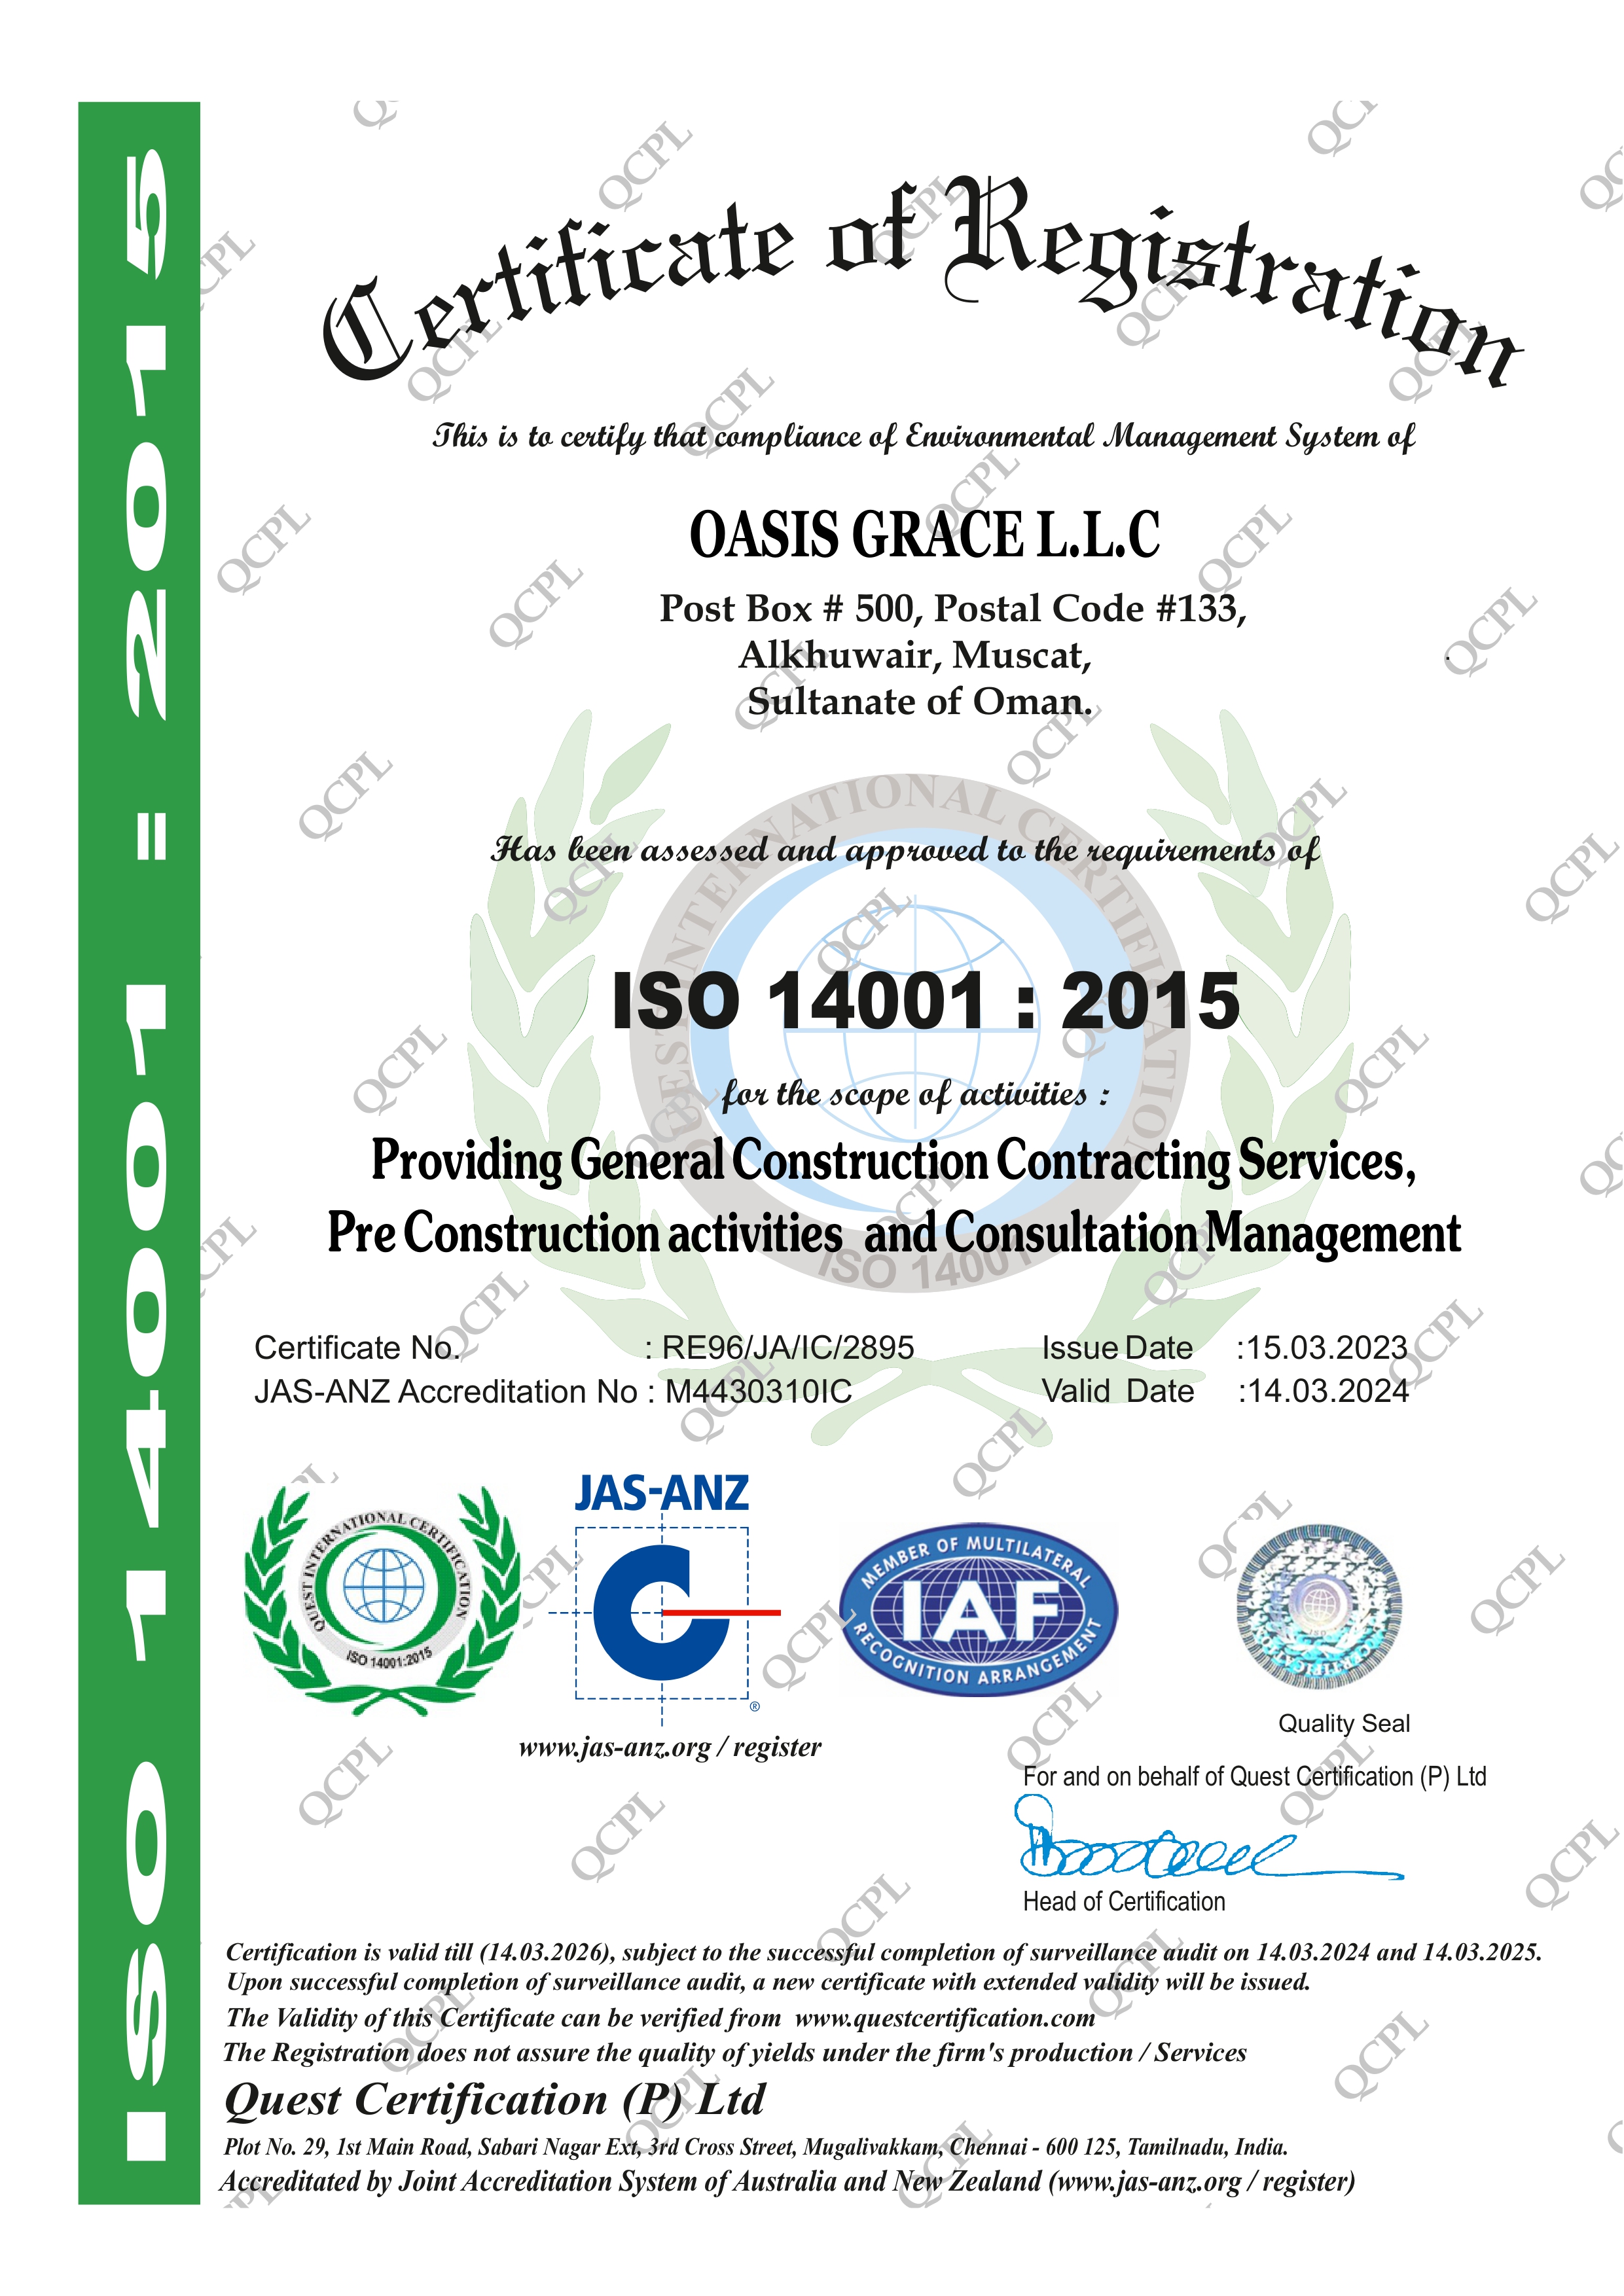 ISO 14001 : 2015
Certificate of Registration
This is to certify that compliance of Environmental Management System of
OASIS GRACE L.L.C
Post Box # 500, Postal Code #133,
Alkhuwair, Muscat,
Sultanate of Oman.
Has been assessed and approved to the requirements of
QUEST INTERNATIONAL CERTIFICATION
ISO 14001 : 2015
for the scope of activities :
Providing General Construction Contracting Services,
Pre Construction activities and Consultation Management
ISO 14001
Certificate No. : RE96/JA/IC/2895
Issue Date :15.03.2023
JAS-ANZ Accreditation No : M4430310IC
Valid Date :14.03.2024
QUEST INTERNATIONAL CERTIFICATION
ISO 14001:2015
JAS-ANZ
®
www.jas-anz.org / register
MEMBER OF MULTILATERAL
IAF
RECOGNITION ARRANGEMENT
Quality Seal
For and on behalf of Quest Certification (P) Ltd
Head of Certification
Certification is valid till (14.03.2026), subject to the successful completion of surveillance audit on 14.03.2024 and 14.03.2025.
Upon successful completion of surveillance audit, a new certificate with extended validity will be issued.
The Validity of this Certificate can be verified from www.questcertification.com
The Registration does not assure the quality of yields under the firm's production / Services
Quest Certification (P) Ltd
Plot No. 29, 1st Main Road, Sabari Nagar Ext, 3rd Cross Street, Mugalivakkam, Chennai - 600 125, Tamilnadu, India.
Accreditated by Joint Accreditation System of Australia and New Zealand (www.jas-anz.org / register)
QCPL